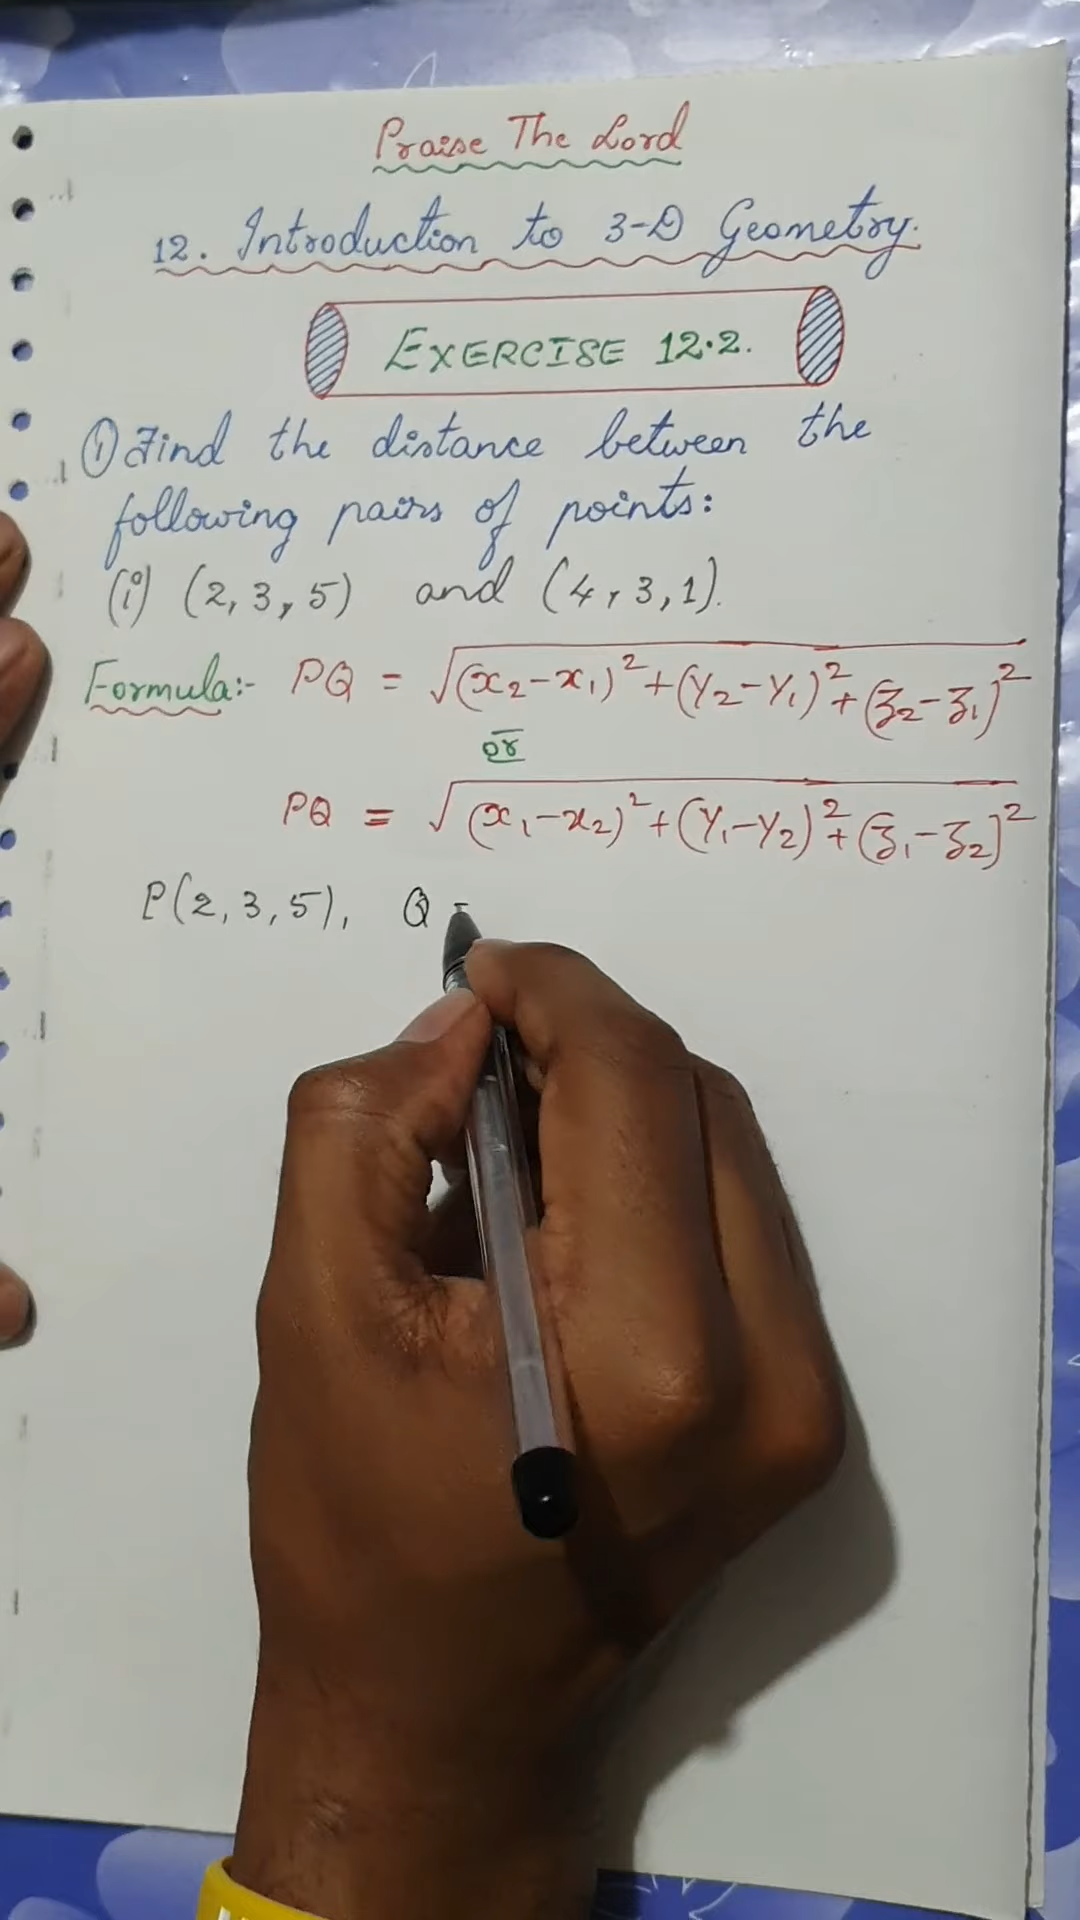 Praise The Lord
12. Introduction to 3-D Geometry.
EXERCISE 12.2.
① Find the distance between the
following pairs of points:
(i) (2, 3, 5) and (4, 3, 1).
Formula:- PQ = √(x₂-x₁)²+(y₂-y₁)²+(z₂-z₁)²
or
PQ = √(x₁-x₂)²+(y₁-y₂)²+(z₁-z₂)²
P(2, 3, 5), Q